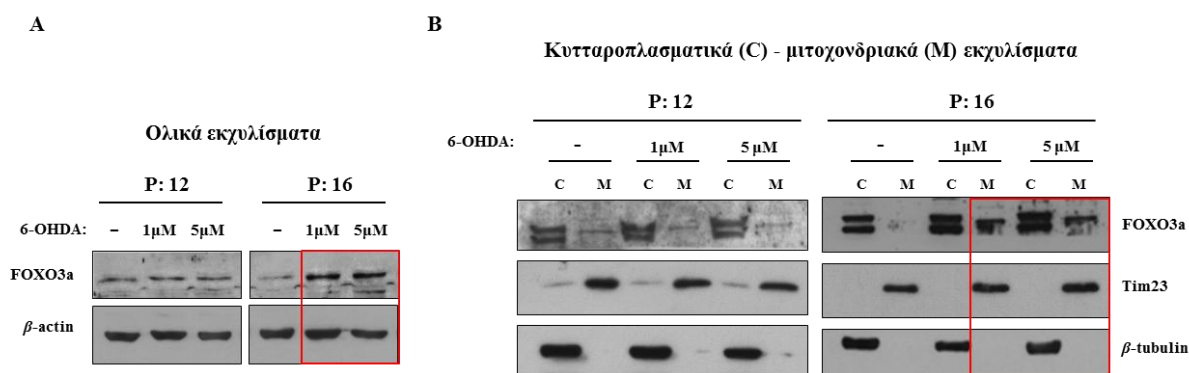 A
Ολικά εκχυλίσματα
P: 12 P: 16
6-OHDA: – 1μM 5μM – 1μM 5μM
FOXO3a
β-actin
B
Κυτταροπλασματικά (C) - μιτοχονδριακά (M) εκχυλίσματα
P: 12 P: 16
6-OHDA: – 1μM 5 μM – 1μM 5 μM
C M C M C M C M C M C M
FOXO3a
Tim23
β-tubulin